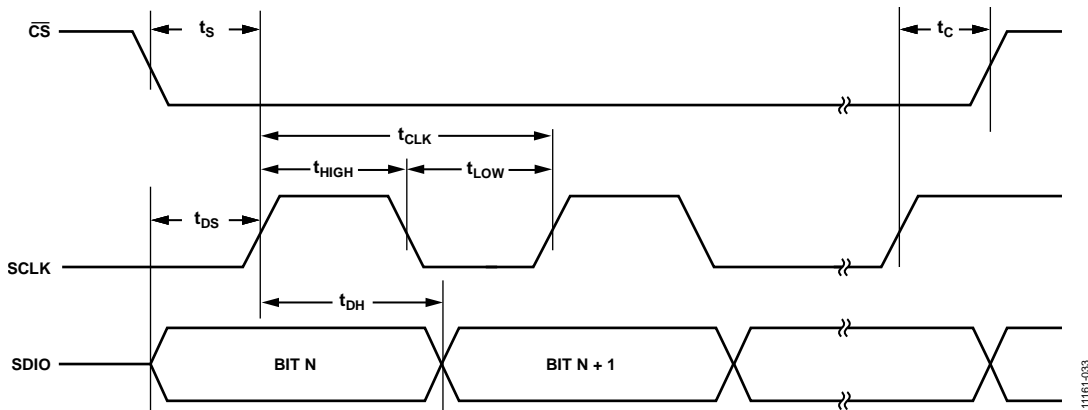 CS
tS
tC
tCLK
tHIGH
tLOW
tDS
SCLK
tDH
SDIO
BIT N
BIT N + 1
11161-033